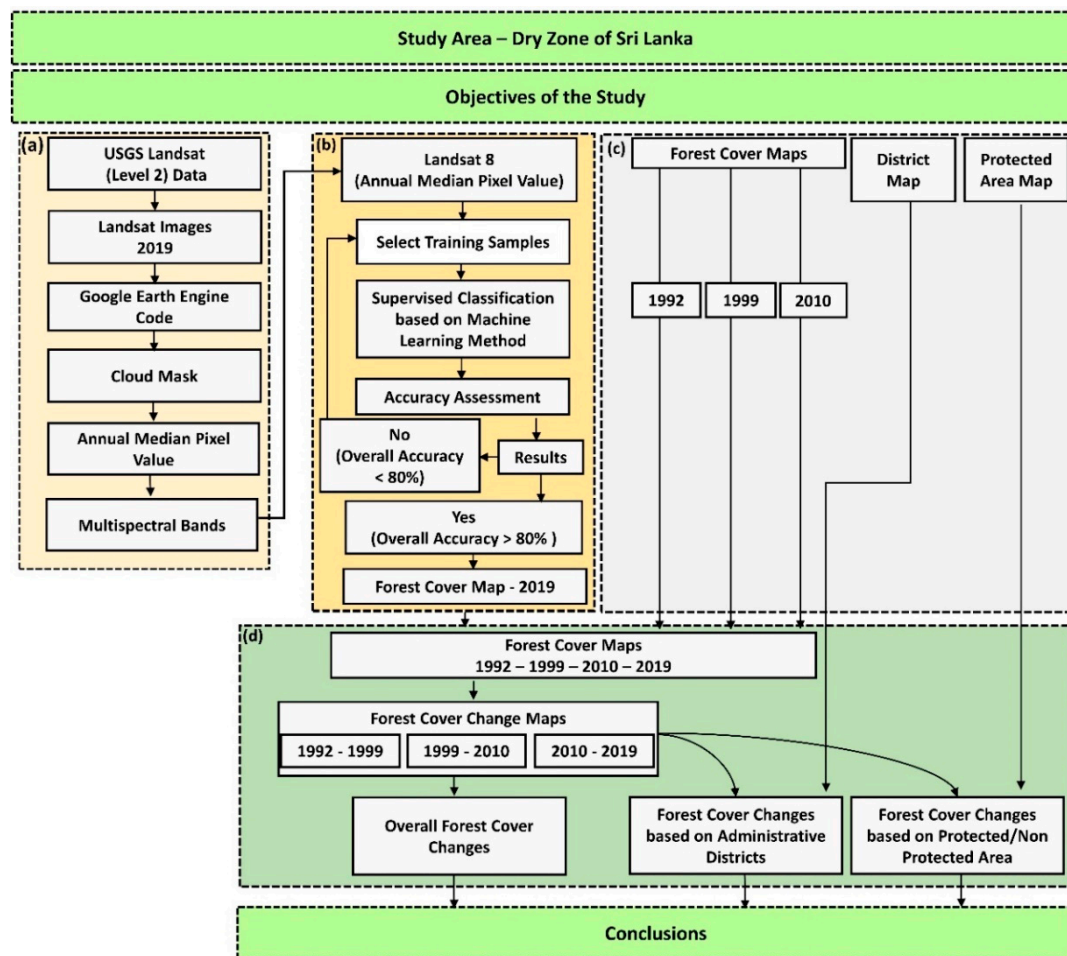 Study Area – Dry Zone of Sri Lanka
Objectives of the Study
(a)
USGS Landsat
(Level 2) Data
Landsat Images
2019
Google Earth Engine
Code
Cloud Mask
Annual Median Pixel
Value
Multispectral Bands
(b)
Landsat 8
(Annual Median Pixel Value)
Select Training Samples
Supervised Classification
based on Machine
Learning Method
Accuracy Assessment
No
(Overall Accuracy
< 80%)
Results
Yes
(Overall Accuracy > 80% )
Forest Cover Map - 2019
(c)
Forest Cover Maps
District
Map
Protected
Area Map
1992
1999
2010
(d)
Forest Cover Maps
1992 – 1999 – 2010 – 2019
Forest Cover Change Maps
1992 - 1999
1999 - 2010
2010 - 2019
Overall Forest Cover
Changes
Forest Cover Changes
based on Administrative
Districts
Forest Cover Changes
based on Protected/Non
Protected Area
Conclusions